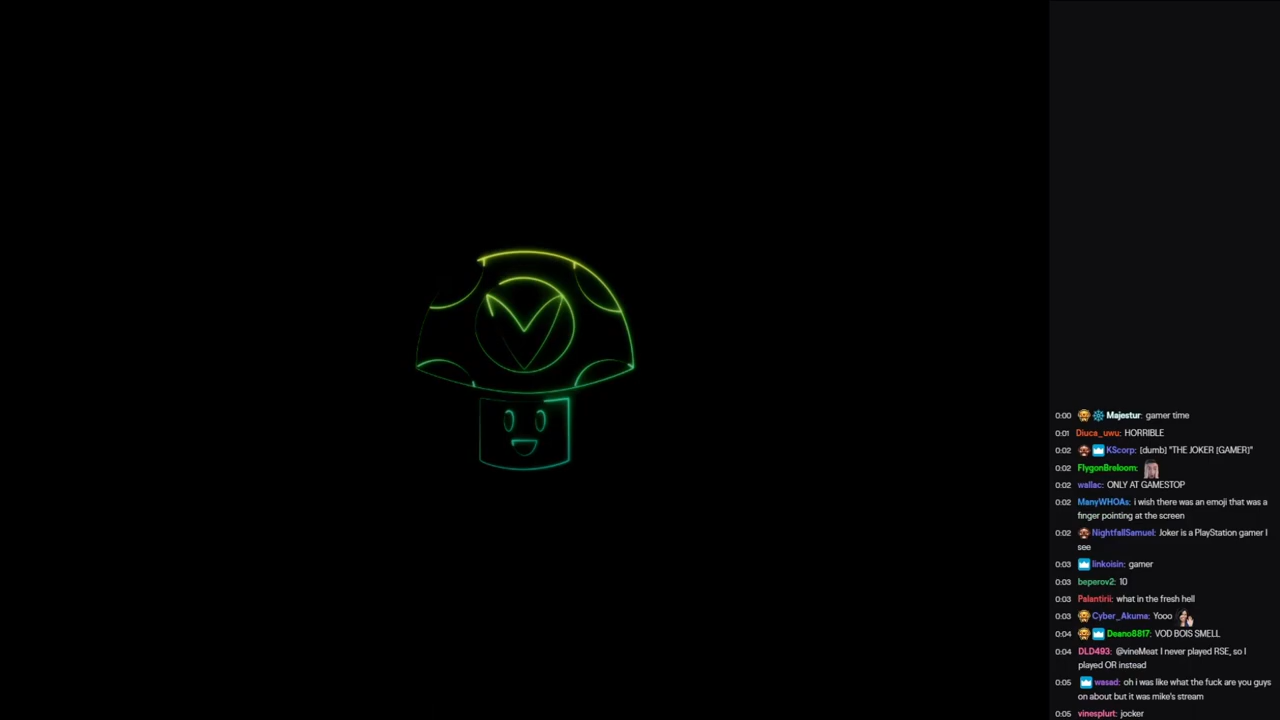 0:00 Majestur: gamer time
0:01 Diuca_uwu: HORRIBLE
0:02 KScorp: [dumb] "THE JOKER [GAMER]"
0:02 FlygonBreloom:
0:02 wallac: ONLY AT GAMESTOP
0:02 ManyWHOAs: i wish there was an emoji that was a
finger pointing at the screen
0:02 NightfallSamuel: Joker is a PlayStation gamer I
see
0:03 linkoisin: gamer
0:03 beperov2: 10
0:03 Palantirii: what in the fresh hell
0:03 Cyber_Akuma: Yooo
0:04 Deano8817: VOD BOIS SMELL
0:04 DLD493: @vineMeat I never played RSE, so I
played OR instead
0:05 wasad: oh i was like what the fuck are you guys
on about but it was mike's stream
0:05 vinesplurt: jocker